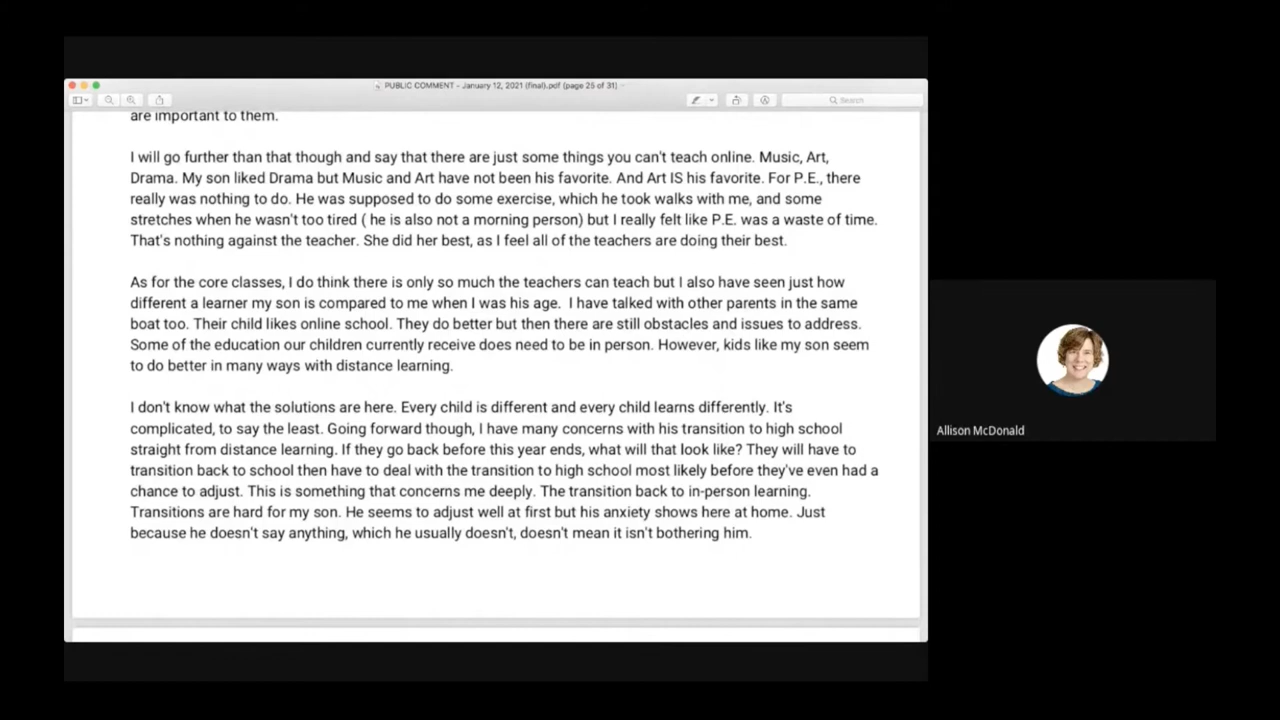 PUBLIC COMMENT - January 12, 2021 (final).pdf (page 25 of 31)
Search
are important to them.
I will go further than that though and say that there are just some things you can't teach online. Music, Art,
Drama. My son liked Drama but Music and Art have not been his favorite. And Art IS his favorite. For P.E., there
really was nothing to do. He was supposed to do some exercise, which he took walks with me, and some
stretches when he wasn't too tired ( he is also not a morning person) but I really felt like P.E. was a waste of time.
That's nothing against the teacher. She did her best, as I feel all of the teachers are doing their best.
As for the core classes, I do think there is only so much the teachers can teach but I also have seen just how
different a learner my son is compared to me when I was his age.  I have talked with other parents in the same
boat too. Their child likes online school. They do better but then there are still obstacles and issues to address.
Some of the education our children currently receive does need to be in person. However, kids like my son seem
to do better in many ways with distance learning.
I don't know what the solutions are here. Every child is different and every child learns differently. It's
complicated, to say the least. Going forward though, I have many concerns with his transition to high school
straight from distance learning. If they go back before this year ends, what will that look like? They will have to
transition back to school then have to deal with the transition to high school most likely before they've even had a
chance to adjust. This is something that concerns me deeply. The transition back to in-person learning.
Transitions are hard for my son. He seems to adjust well at first but his anxiety shows here at home. Just
because he doesn't say anything, which he usually doesn't, doesn't mean it isn't bothering him.
Allison McDonald